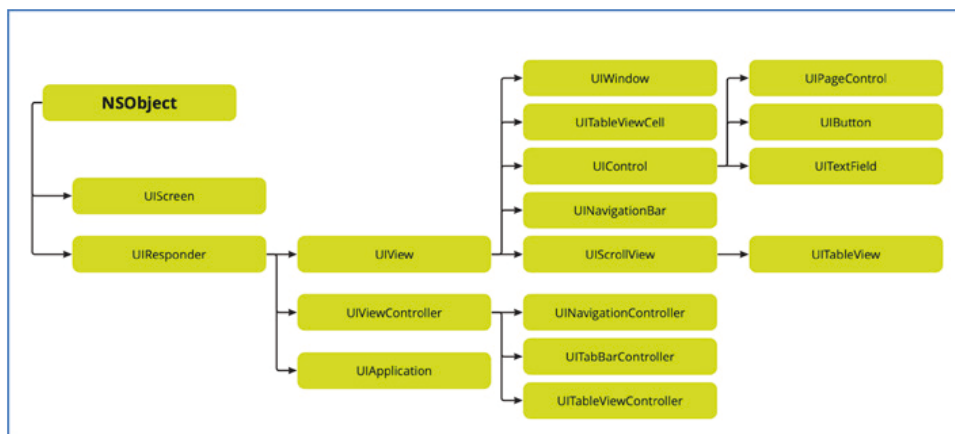 NSObject
UIScreen
UIResponder
UIView
UIViewController
UIApplication
UIWindow
UITableViewCell
UIControl
UINavigationBar
UIScrollView
UINavigationController
UITabBarController
UITableViewController
UIPageControl
UIButton
UITextField
UITableView